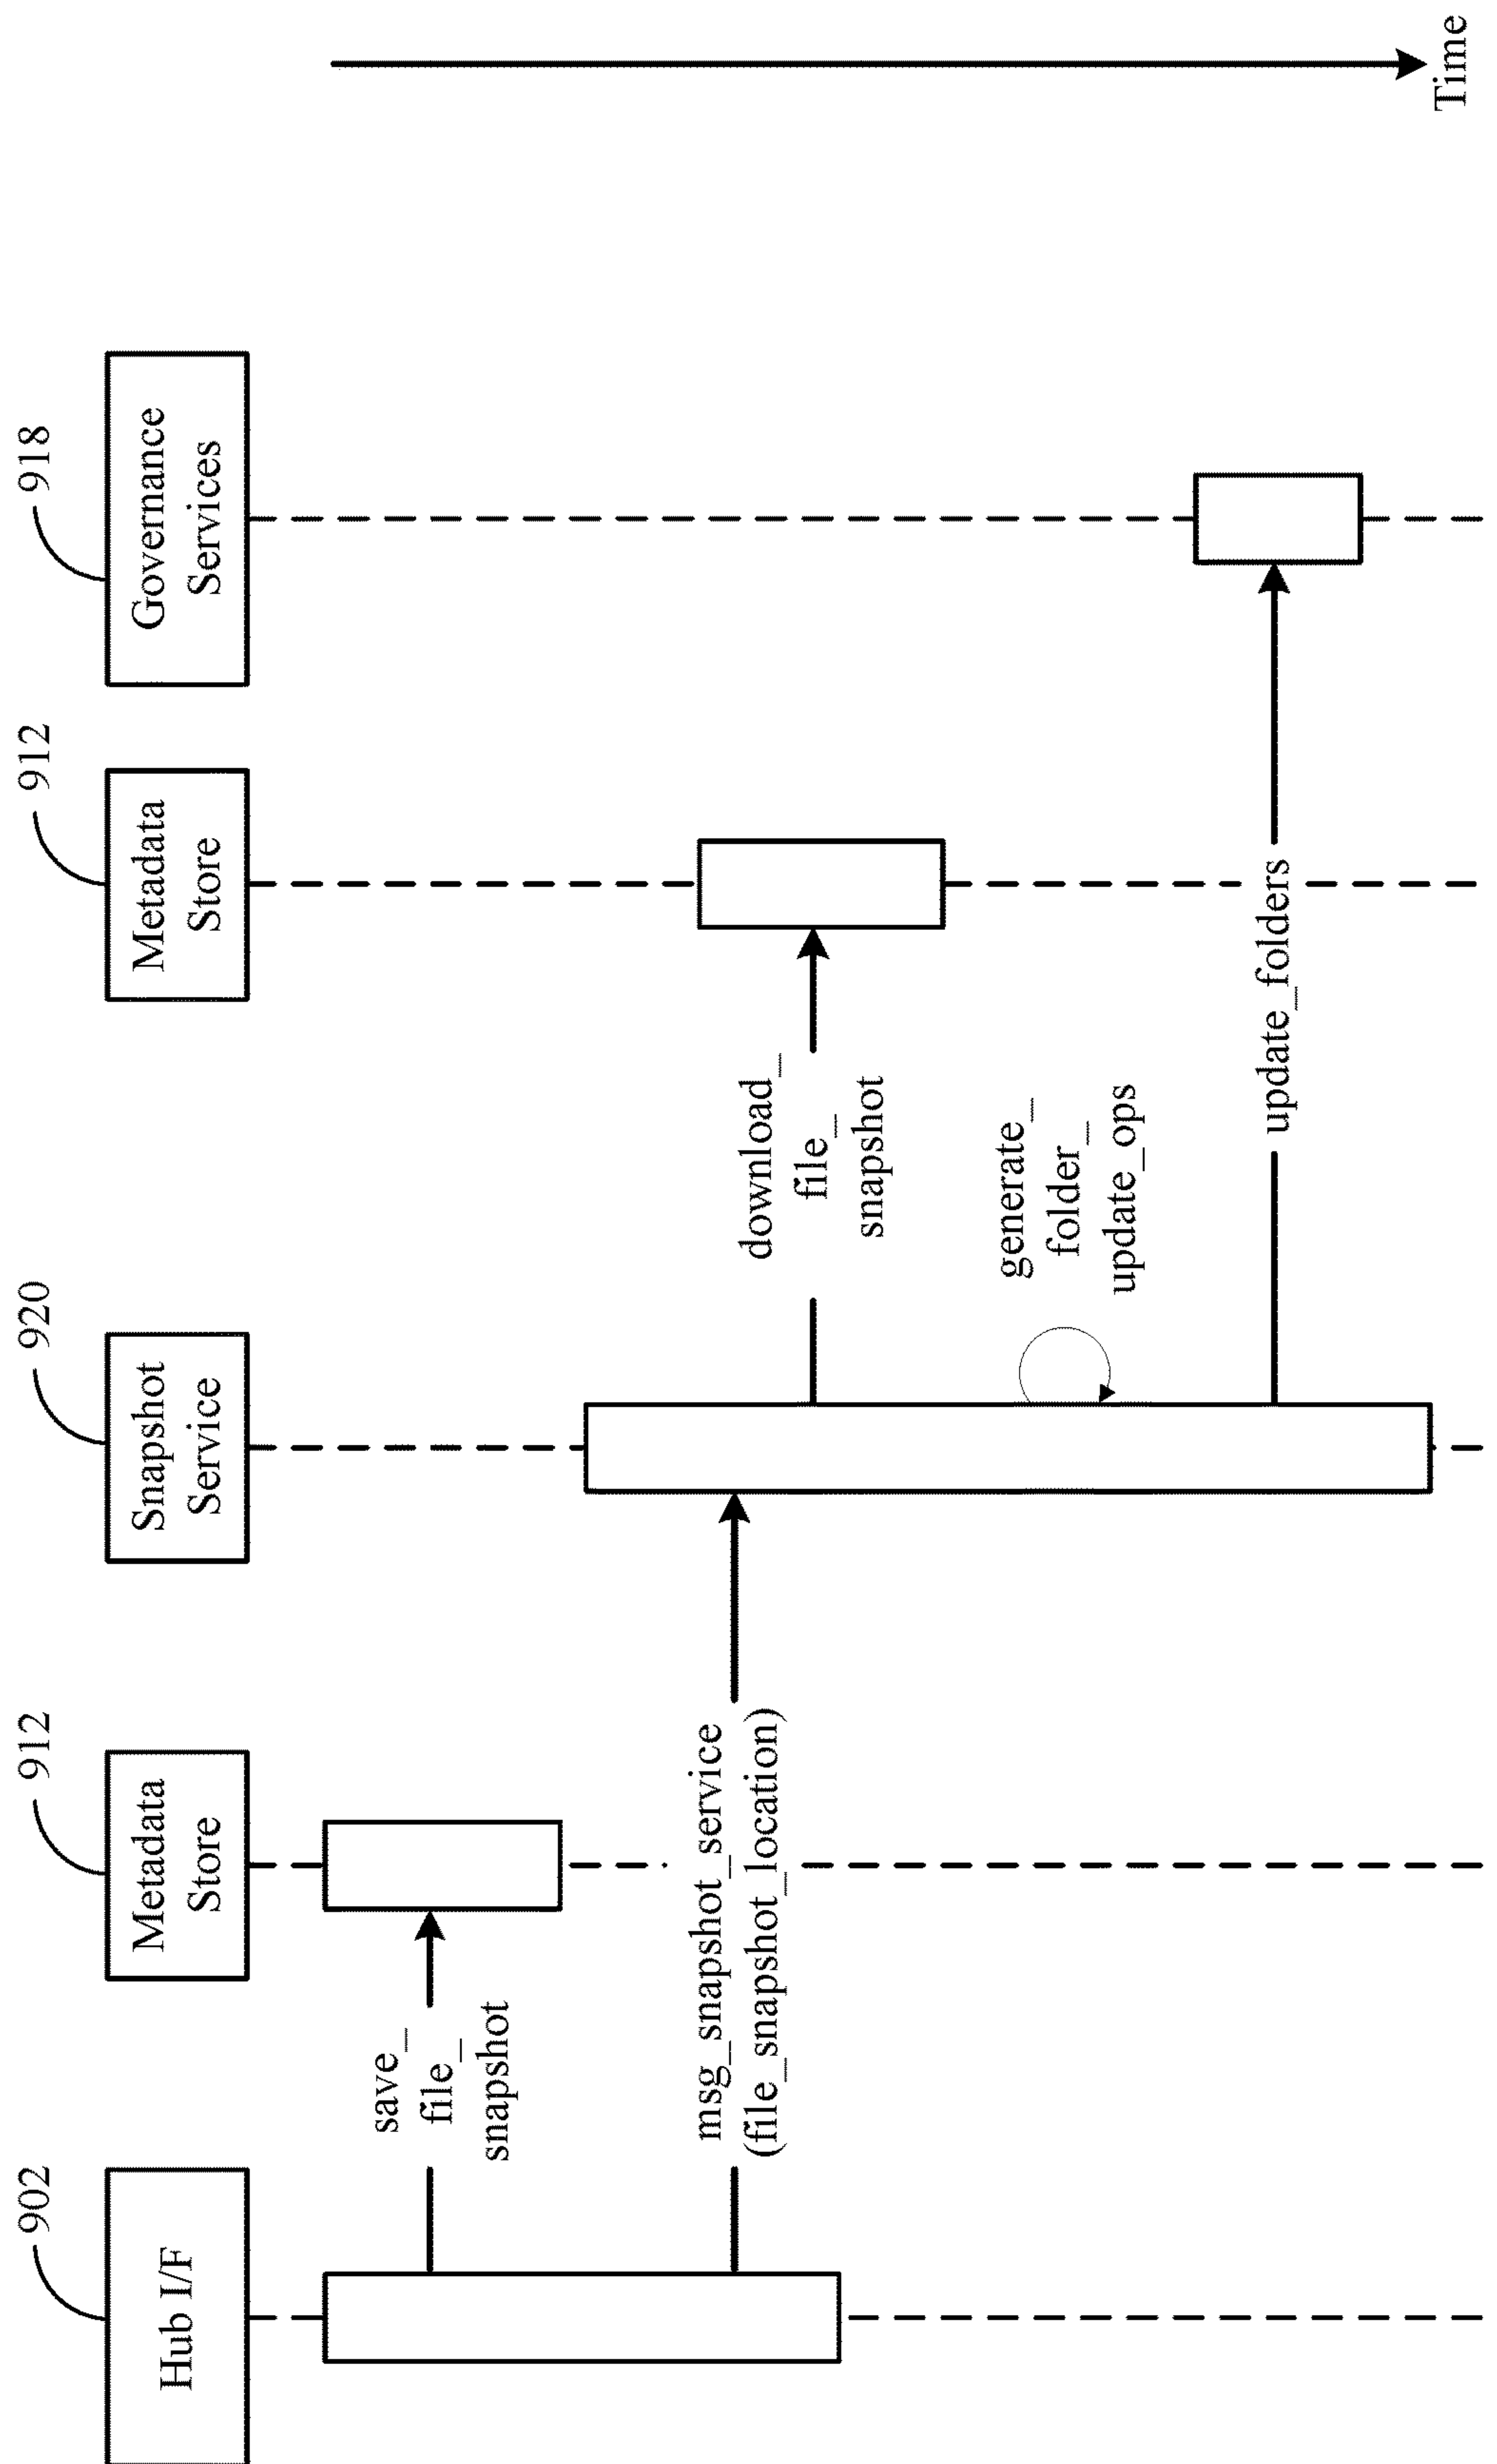 902
912
920
912
918
Hub I/F
Metadata
Store
Snapshot
Service
Metadata
Store
Governance
Services
save_
file_
snapshot
msg_snapshot_service
(file_snapshot_location)
download_
file_
snapshot
generate_
folder_
update_ops
update_folders
Time